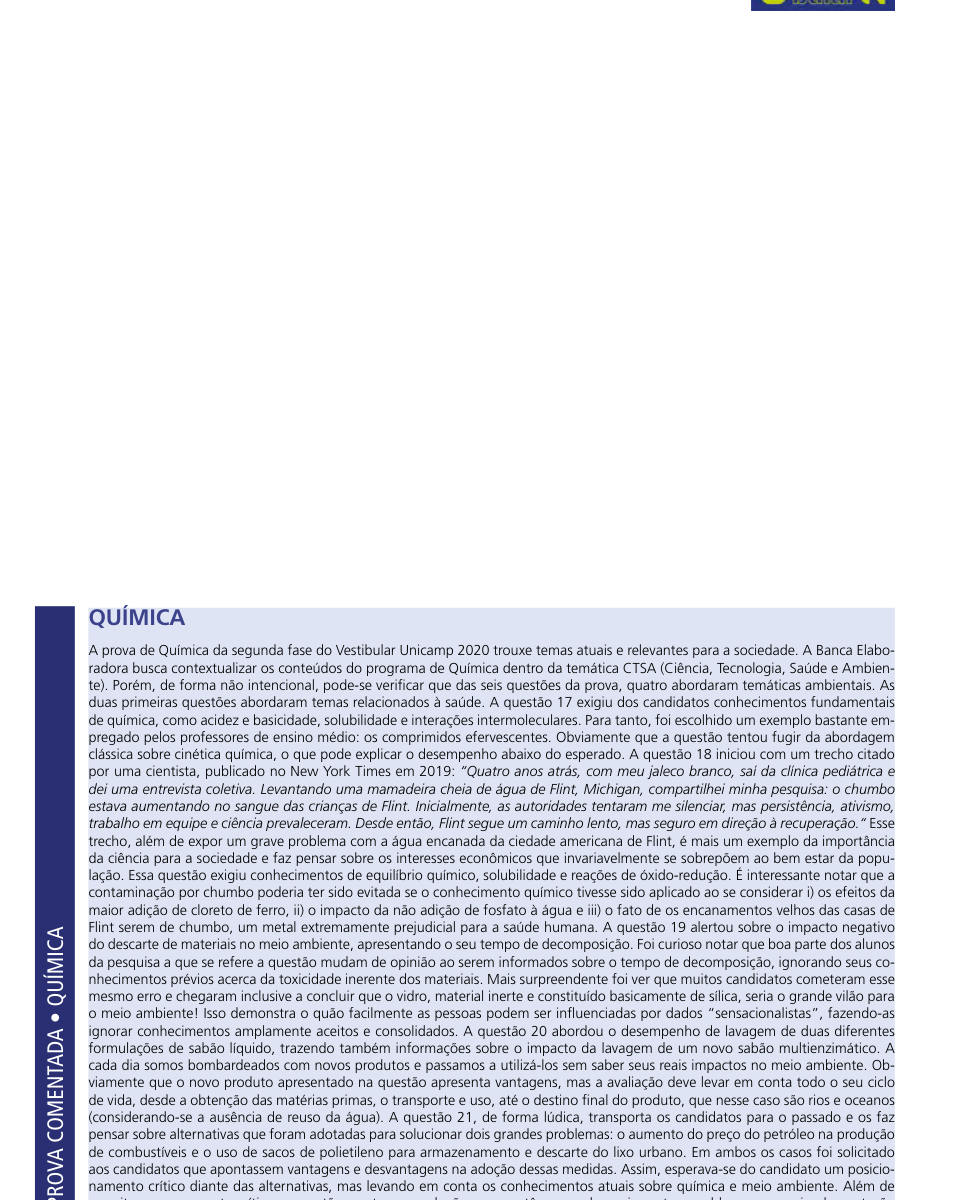 QUÍMICA
A prova de Química da segunda fase do Vestibular Unicamp 2020 trouxe temas atuais e relevantes para a sociedade. A Banca Elabo-
radora busca contextualizar os conteúdos do programa de Química dentro da temática CTSA (Ciência, Tecnologia, Saúde e Ambien-
te). Porém, de forma não intencional, pode-se verificar que das seis questões da prova, quatro abordaram temáticas ambientais. As
duas primeiras questões abordaram temas relacionados à saúde. A questão 17 exigiu dos candidatos conhecimentos fundamentais
de química, como acidez e basicidade, solubilidade e interações intermoleculares. Para tanto, foi escolhido um exemplo bastante em-
pregado pelos professores de ensino médio: os comprimidos efervescentes. Obviamente que a questão tentou fugir da abordagem
clássica sobre cinética química, o que pode explicar o desempenho abaixo do esperado. A questão 18 iniciou com um trecho citado
por uma cientista, publicado no New York Times em 2019: “Quatro anos atrás, com meu jaleco branco, saí da clínica pediátrica e
dei uma entrevista coletiva. Levantando uma mamadeira cheia de água de Flint, Michigan, compartilhei minha pesquisa: o chumbo
estava aumentando no sangue das crianças de Flint. Inicialmente, as autoridades tentaram me silenciar, mas persistência, ativismo,
trabalho em equipe e ciência prevaleceram. Desde então, Flint segue um caminho lento, mas seguro em direção à recuperação.” Esse
trecho, além de expor um grave problema com a água encanada da ciedade americana de Flint, é mais um exemplo da importância
da ciência para a sociedade e faz pensar sobre os interesses econômicos que invariavelmente se sobrepõem ao bem estar da popu-
lação. Essa questão exigiu conhecimentos de equilíbrio químico, solubilidade e reações de óxido-redução. É interessante notar que a
contaminação por chumbo poderia ter sido evitada se o conhecimento químico tivesse sido aplicado ao se considerar i) os efeitos da
maior adição de cloreto de ferro, ii) o impacto da não adição de fosfato à água e iii) o fato de os encanamentos velhos das casas de
Flint serem de chumbo, um metal extremamente prejudicial para a saúde humana. A questão 19 alertou sobre o impacto negativo
do descarte de materiais no meio ambiente, apresentando o seu tempo de decomposição. Foi curioso notar que boa parte dos alunos
da pesquisa a que se refere a questão mudam de opinião ao serem informados sobre o tempo de decomposição, ignorando seus co-
nhecimentos prévios acerca da toxicidade inerente dos materiais. Mais surpreendente foi ver que muitos candidatos cometeram esse
mesmo erro e chegaram inclusive a concluir que o vidro, material inerte e constituído basicamente de sílica, seria o grande vilão para
o meio ambiente! Isso demonstra o quão facilmente as pessoas podem ser influenciadas por dados “sensacionalistas”, fazendo-as
ignorar conhecimentos amplamente aceitos e consolidados. A questão 20 abordou o desempenho de lavagem de duas diferentes
formulações de sabão líquido, trazendo também informações sobre o impacto da lavagem de um novo sabão multienzimático. A
cada dia somos bombardeados com novos produtos e passamos a utilizá-los sem saber seus reais impactos no meio ambiente. Ob-
viamente que o novo produto apresentado na questão apresenta vantagens, mas a avaliação deve levar em conta todo o seu ciclo
de vida, desde a obtenção das matérias primas, o transporte e uso, até o destino final do produto, que nesse caso são rios e oceanos
(considerando-se a ausência de reuso da água). A questão 21, de forma lúdica, transporta os candidatos para o passado e os faz
pensar sobre alternativas que foram adotadas para solucionar dois grandes problemas: o aumento do preço do petróleo na produção
de combustíveis e o uso de sacos de polietileno para armazenamento e descarte do lixo urbano. Em ambos os casos foi solicitado
aos candidatos que apontassem vantagens e desvantagens na adoção dessas medidas. Assim, esperava-se do candidato um posicio-
namento crítico diante das alternativas, mas levando em conta os conhecimentos atuais sobre química e meio ambiente. Além de
ROVA COMENTADA • QUÍMICA